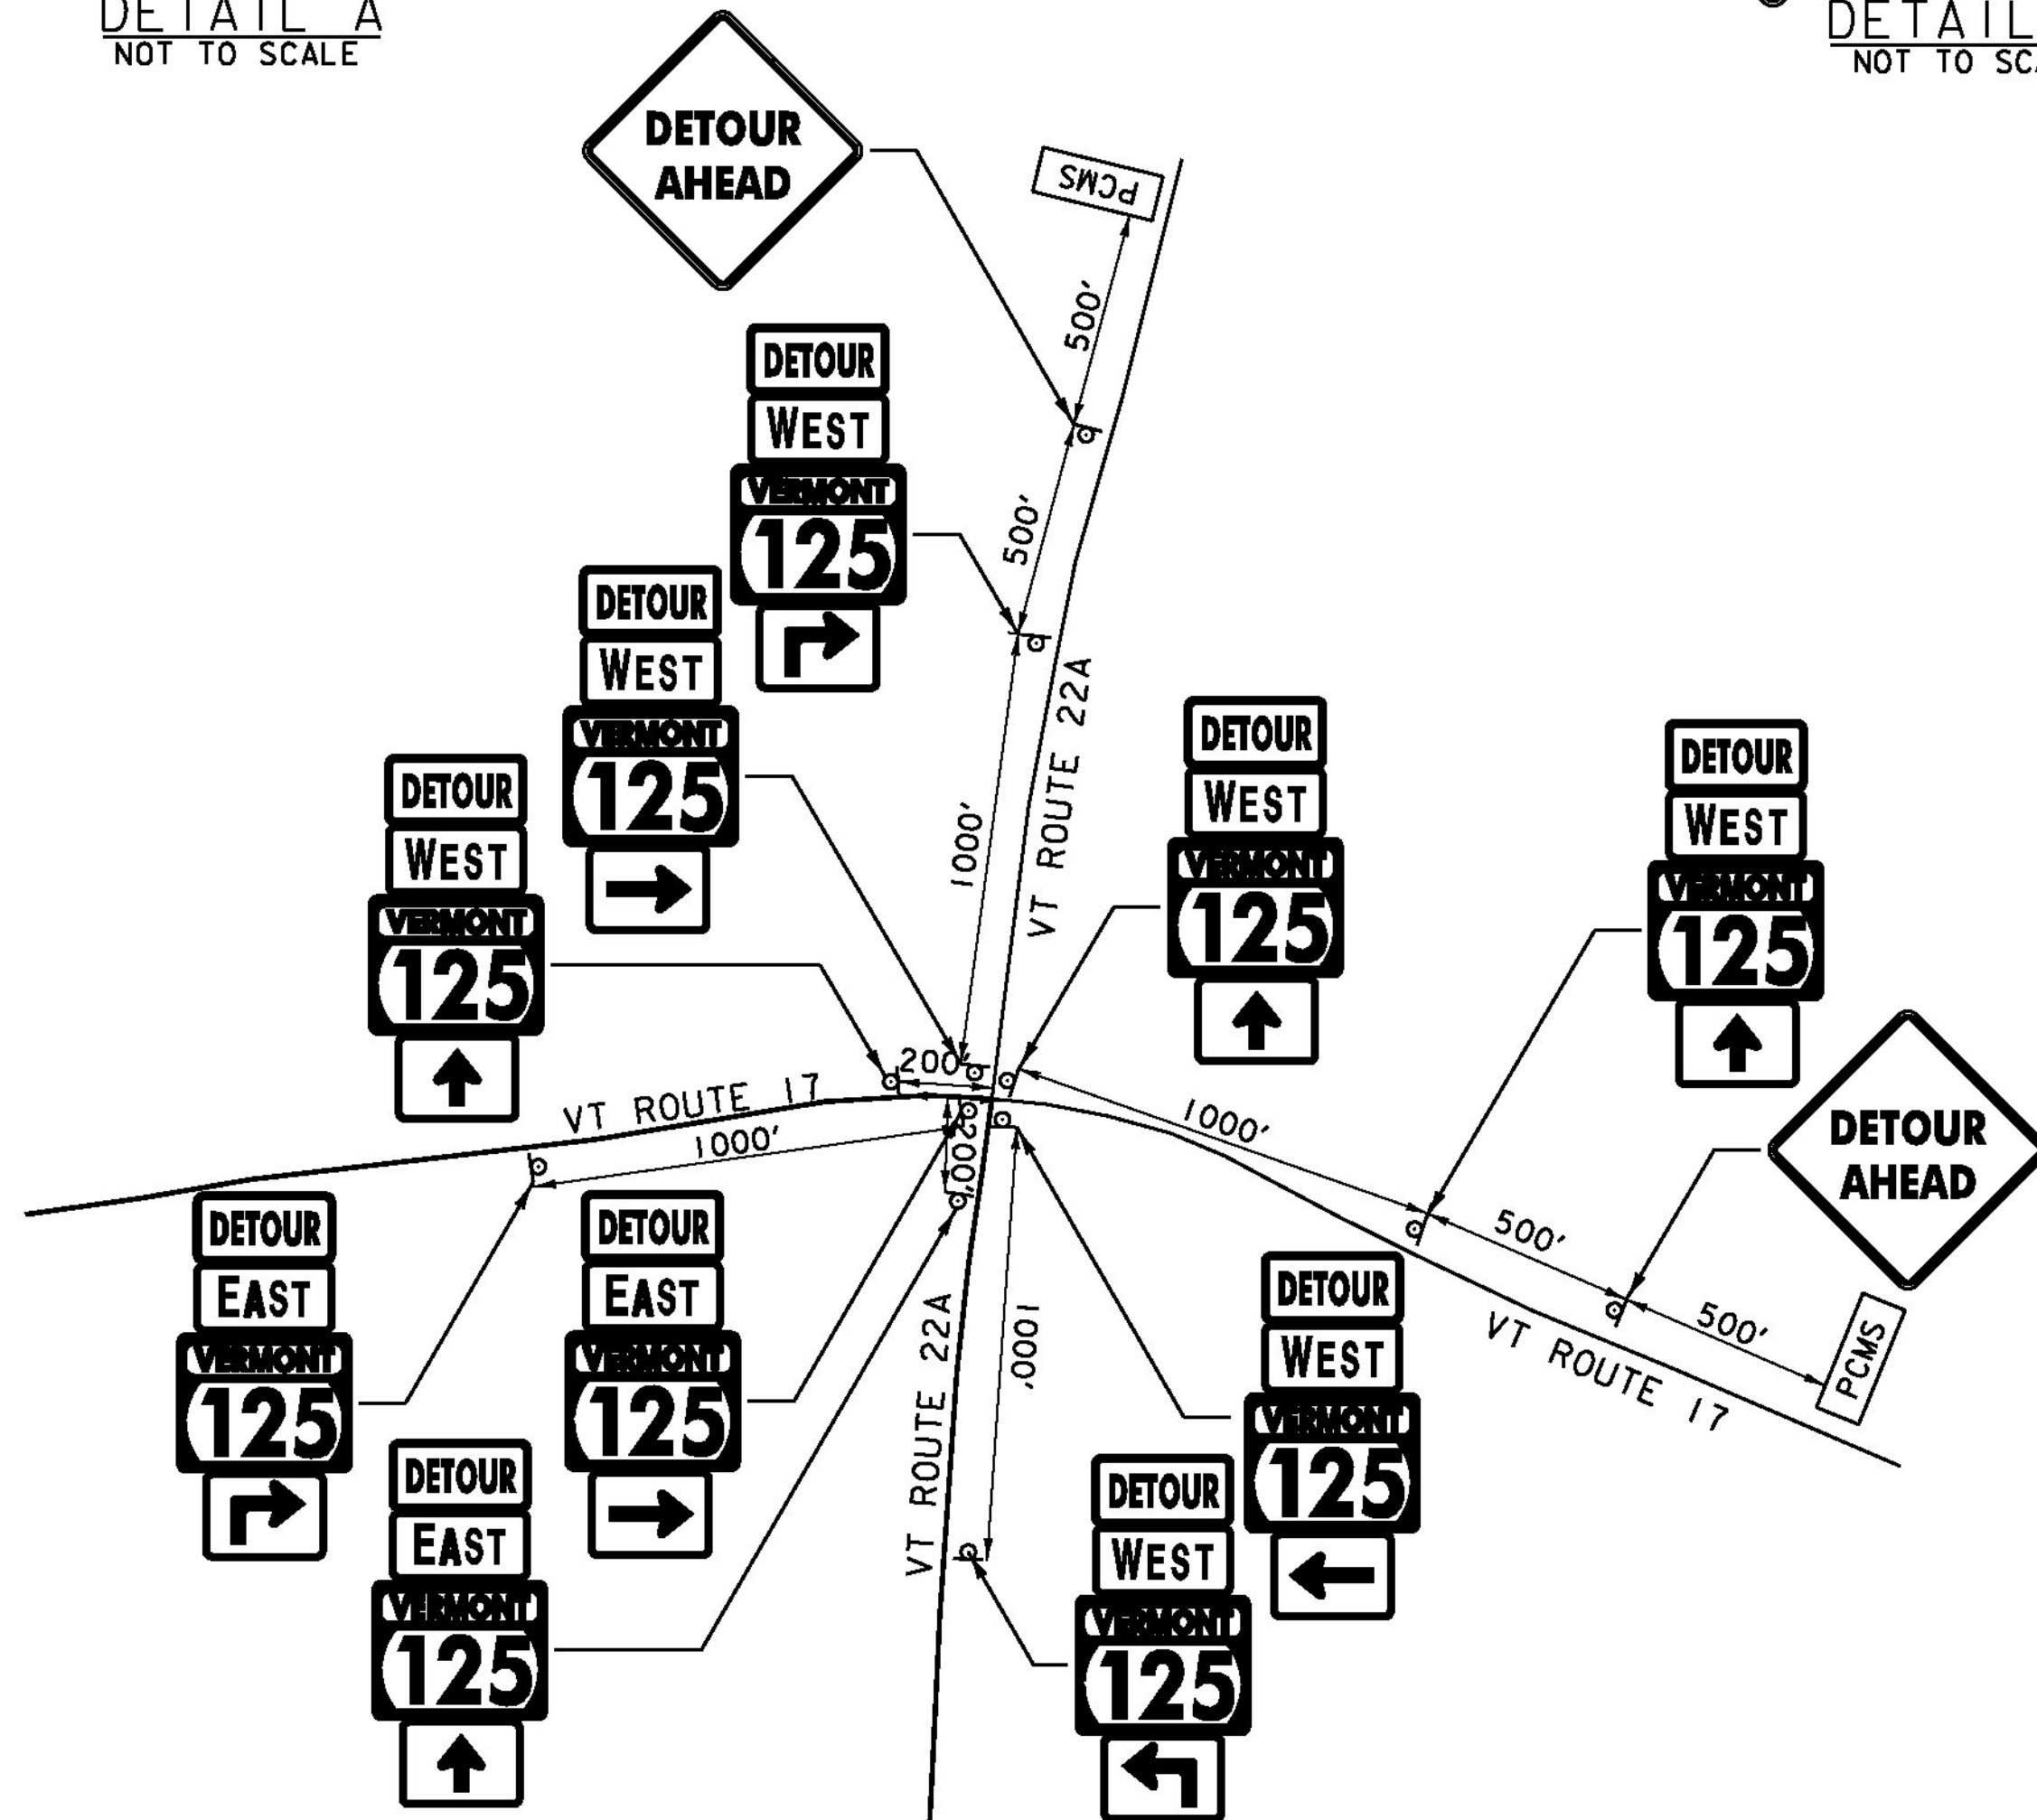 DETAIL A
NOT TO SCALE
DETAIL
NOT TO SCA
DETOUR
AHEAD
PCMS
500'
DETOUR
WEST
VERMONT
125
500'
DETOUR
WEST
VERMONT
125
VT ROUTE 22A
1000'
DETOUR
WEST
VERMONT
125
DETOUR
WEST
VERMONT
125
DETOUR
WEST
VERMONT
125
200'
VT ROUTE 17
1000'
200'
1000'
DETOUR
AHEAD
500'
500'
PCMS
VT ROUTE 17
DETOUR
EAST
VERMONT
125
DETOUR
EAST
VERMONT
125
VT ROUTE 22A
1000'
DETOUR
WEST
VERMONT
125
DETOUR
EAST
VERMONT
125
DETOUR
WEST
VERMONT
125